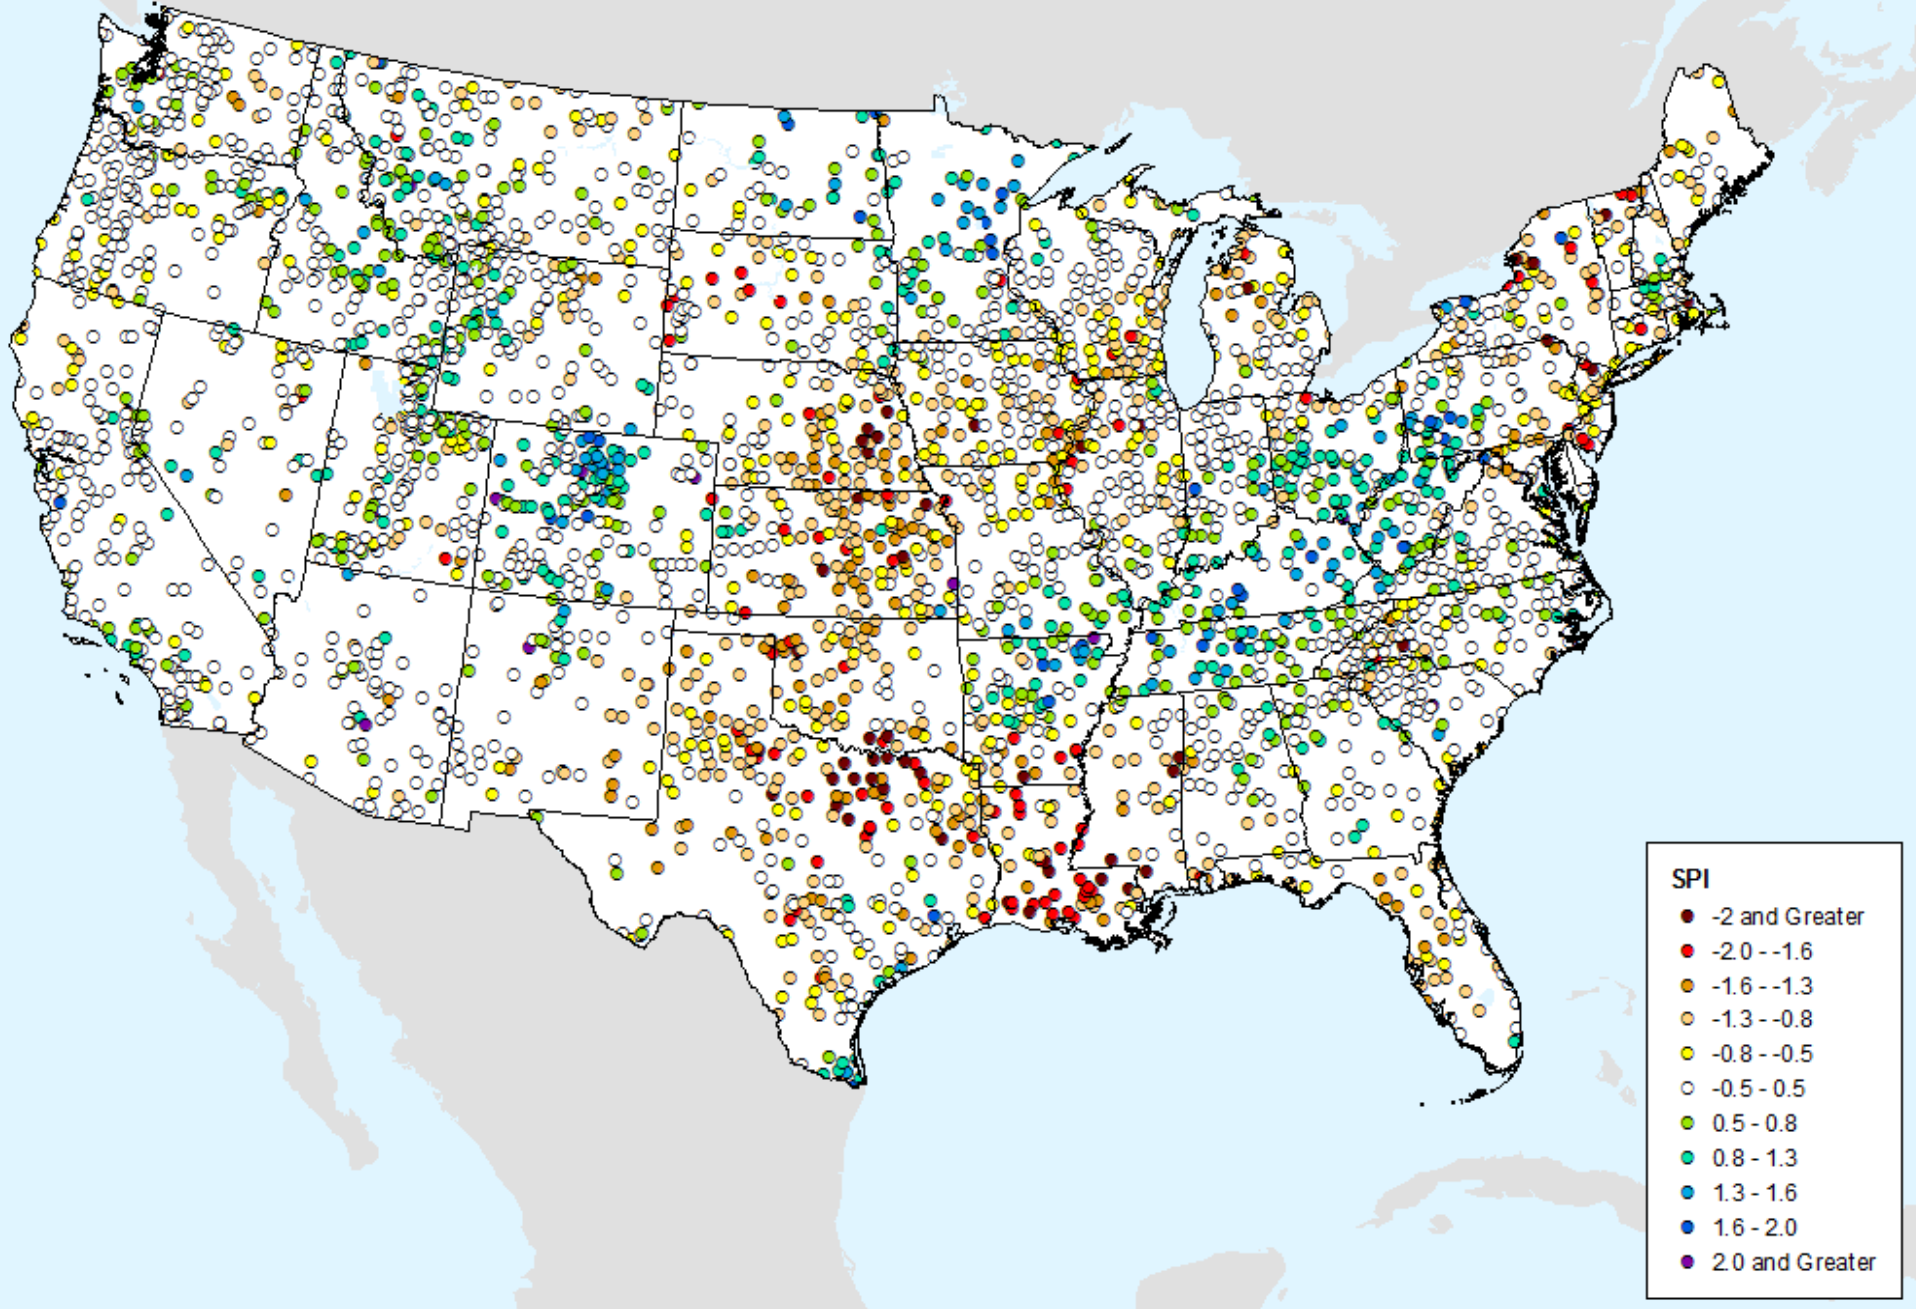 SPI
-2 and Greater
-2.0 - -1.6
-1.6 - -1.3
-1.3 - -0.8
-0.8 - -0.5
-0.5 - 0.5
0.5 - 0.8
0.8 - 1.3
1.3 - 1.6
1.6 - 2.0
2.0 and Greater